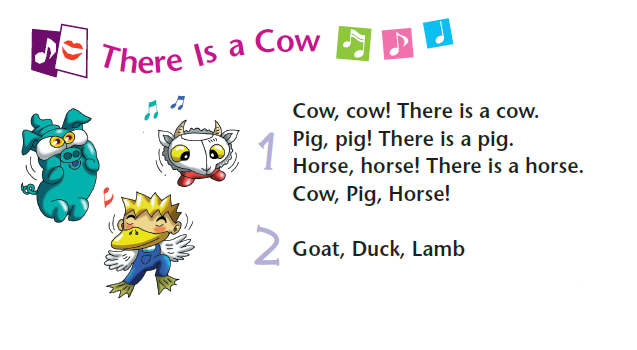 There Is a Cow
1
Cow, cow! There is a cow.
Pig, pig! There is a pig.
Horse, horse! There is a horse.
Cow, Pig, Horse!
2
Goat, Duck, Lamb